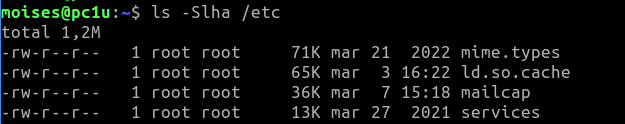 moises@pc1u:~$ ls -Slha /etc
total 1,2M
-rw-r--r--   1 root root     71K mar 21  2022 mime.types
-rw-r--r--   1 root root     65K mar  3 16:22 ld.so.cache
-rw-r--r--   1 root root     36K mar  7 15:18 mailcap
-rw-r--r--   1 root root     13K mar 27  2021 services